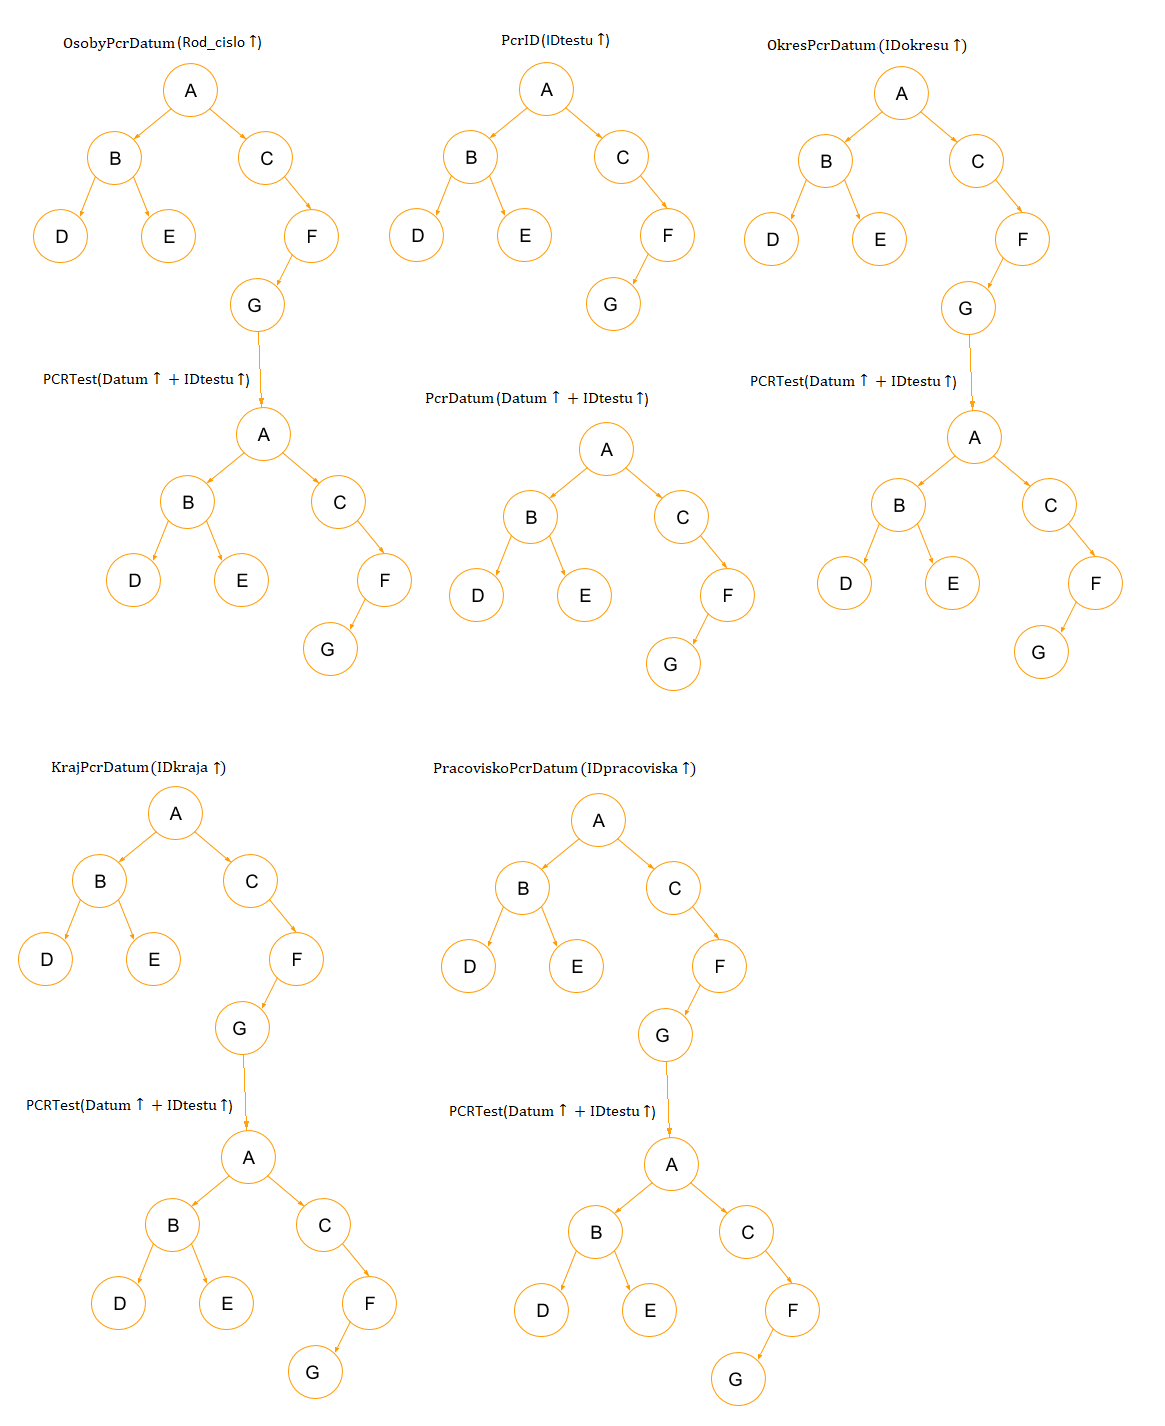 OsobyPcrDatum(Rod_cislo ↑)
A
B
C
D
E
F
G
PCRTest(Datum ↑ + IDtestu ↑)
A
B
C
D
E
F
G
PcrID(IDtestu ↑)
A
B
C
D
E
F
G
PcrDatum(Datum ↑ + IDtestu ↑)
A
B
C
D
E
F
G
OkresPcrDatum(IDokresu ↑)
A
B
C
D
E
F
G
PCRTest(Datum ↑ + IDtestu ↑)
A
B
C
D
E
F
G
KrajPcrDatum(IDkraja ↑)
A
B
C
D
E
F
G
PCRTest(Datum ↑ + IDtestu ↑)
A
B
C
D
E
F
G
PracoviskoPcrDatum(IDpracoviska ↑)
A
B
C
D
E
F
G
PCRTest(Datum ↑ + IDtestu ↑)
A
B
C
D
E
F
G